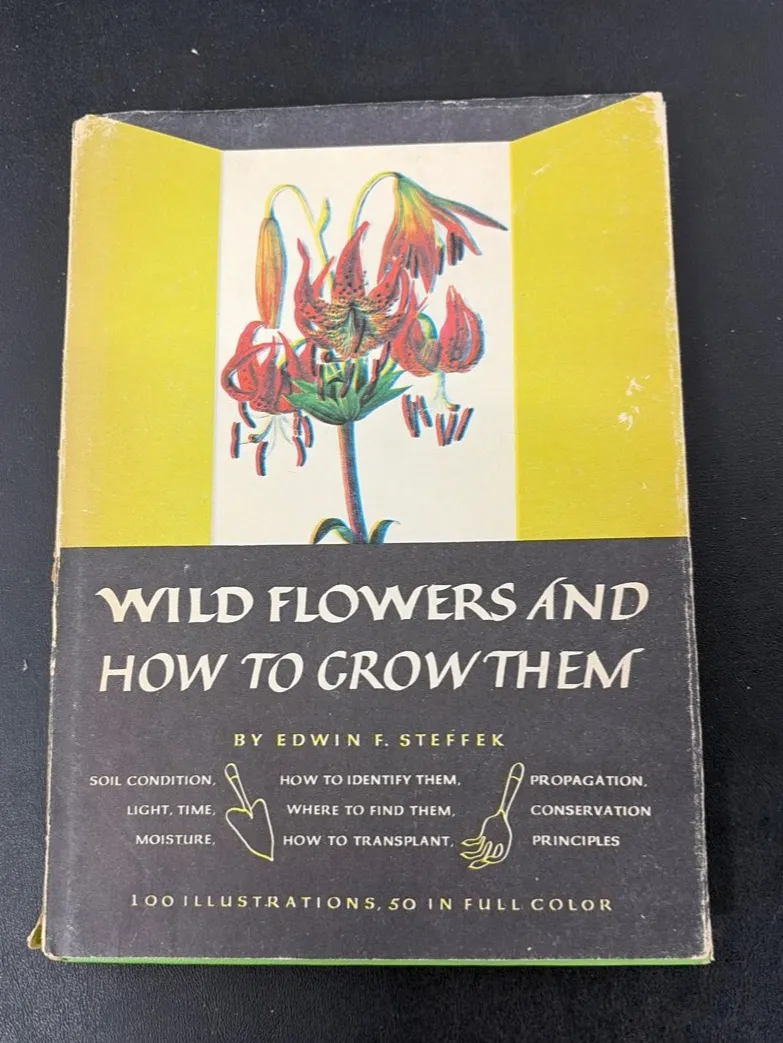 WILD FLOWERS AND
HOW TO GROW THEM
BY EDWIN F. STEFFEK
SOIL CONDITION,
LIGHT, TIME,
MOISTURE,
HOW TO IDENTIFY THEM,
WHERE TO FIND THEM,
HOW TO TRANSPLANT,
PROPAGATION,
CONSERVATION
PRINCIPLES
100 ILLUSTRATIONS, 50 IN FULL COLOR